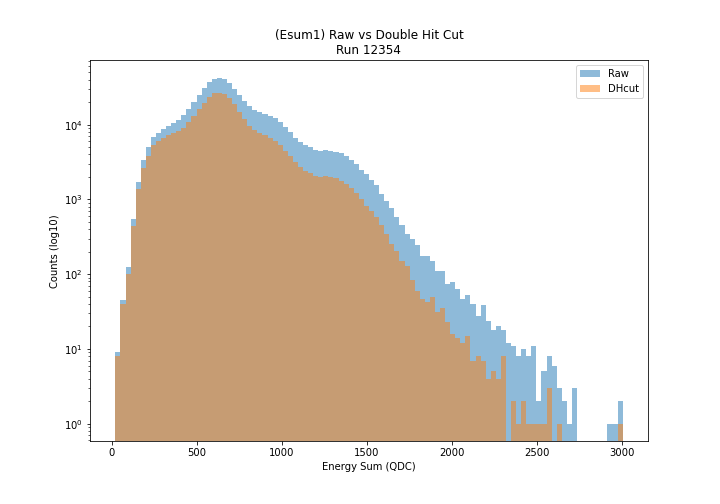 (Esum1) Raw vs Double Hit Cut
Run 12354
Raw
DHcut
Counts (log10)
10⁴
10³
10²
10¹
10⁰
0 500 1000 1500 2000 2500 3000
Energy Sum (QDC)